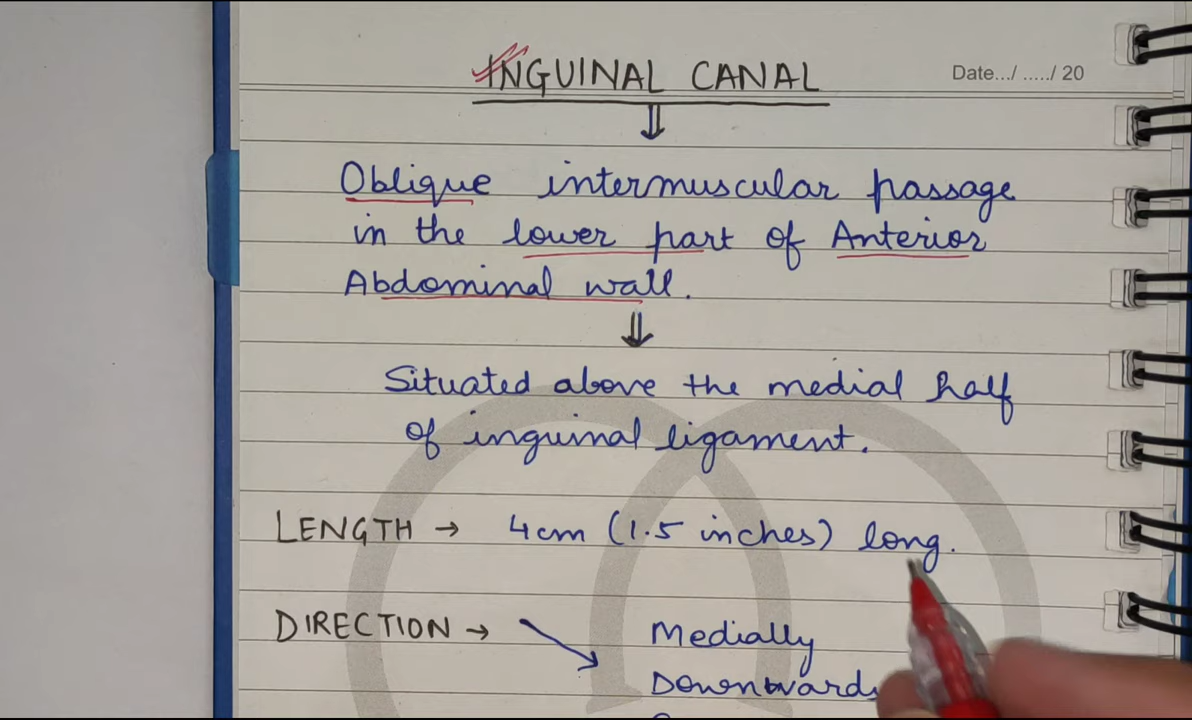 INGUINAL CANAL
Date.../ ...../ 20
⇓
Oblique intermuscular passage
in the lower part of Anterior
Abdominal wall.
⇓
Situated above the medial half
of inguinal ligament.
LENGTH → 4cm (1.5 inches) long.
DIRECTION → Medially
Downwards